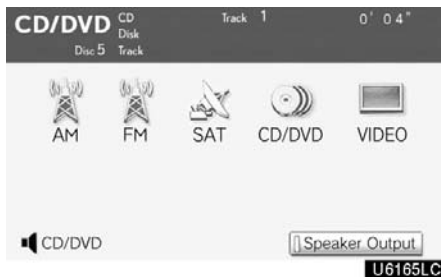 CD/DVD CD Track 1 0' 04"
Disk
Disc 5 Track
AM FM SAT CD/DVD VIDEO
CD/DVD Speaker Output
U6165LC